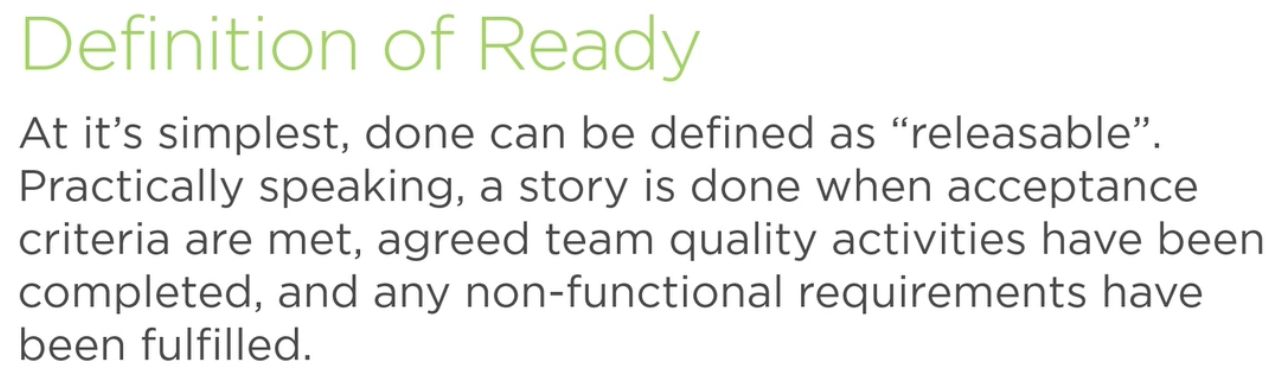 Definition of Ready
At it’s simplest, done can be defined as “releasable”.
Practically speaking, a story is done when acceptance
criteria are met, agreed team quality activities have been
completed, and any non-functional requirements have
been fulfilled.